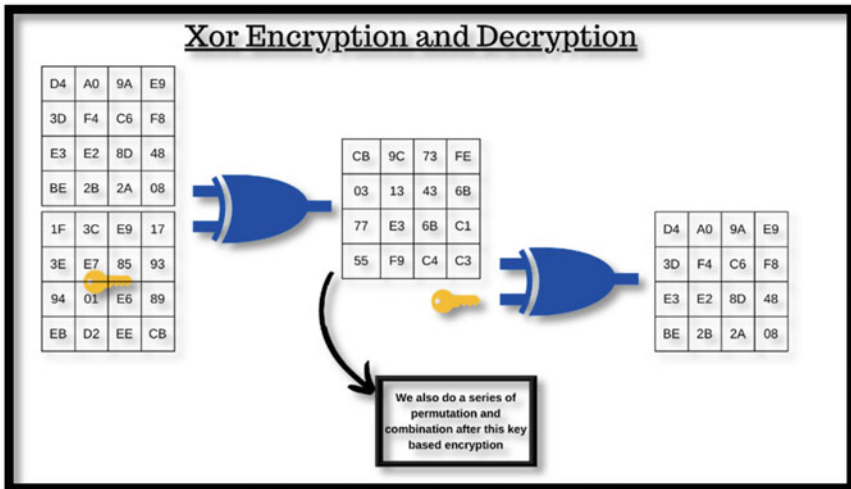 Xor Encryption and Decryption
D4 A0 9A E9
3D F4 C6 F8
E3 E2 8D 48
BE 2B 2A 08
1F 3C E9 17
3E E7 85 93
94 01 E6 89
EB D2 EE CB
CB 9C 73 FE
03 13 43 6B
77 E3 6B C1
55 F9 C4 C3
D4 A0 9A E9
3D F4 C6 F8
E3 E2 8D 48
BE 2B 2A 08
We also do a series of
permutation and
combination after this key
based encryption